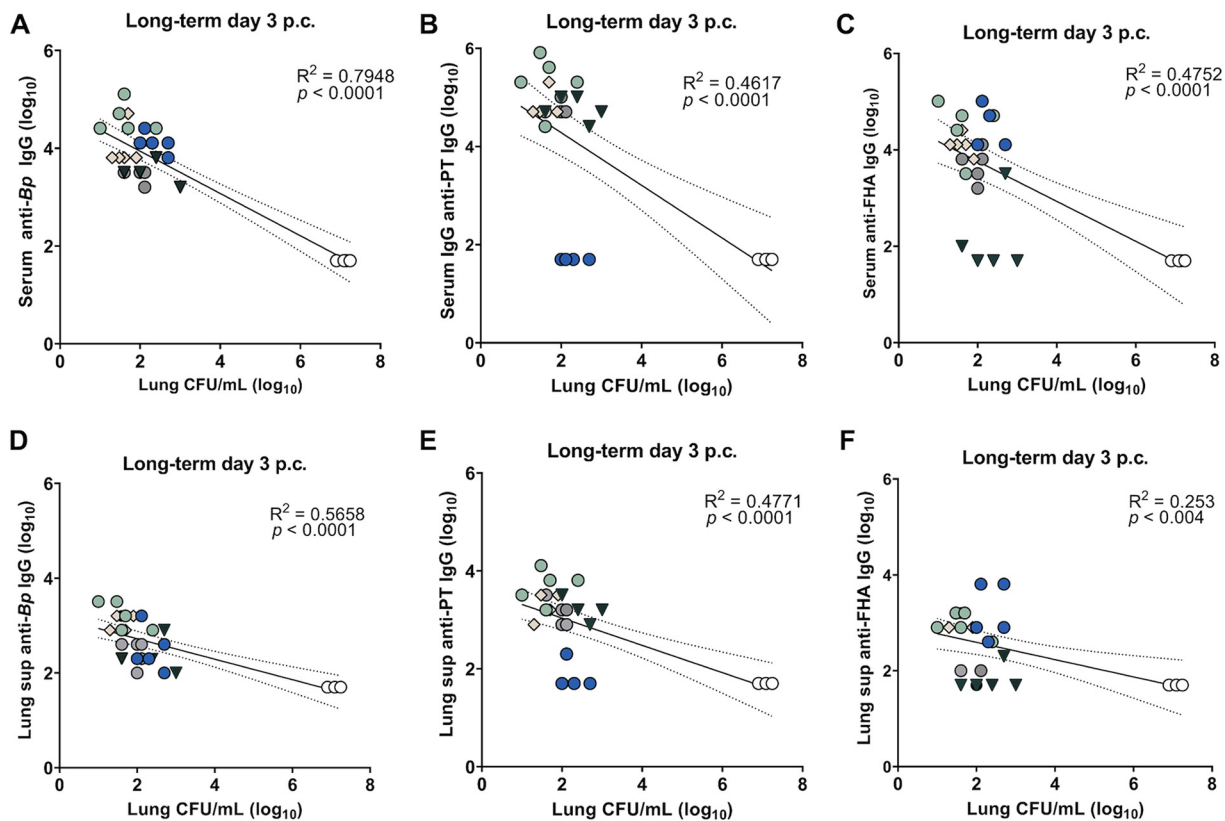 A
Long-term day 3 p.c.
R² = 0.7948
p < 0.0001
Serum anti-Bp IgG (log₁₀)
6
4
2
0
0 2 4 6 8
Lung CFU/mL (log₁₀)
B
Long-term day 3 p.c.
R² = 0.4617
p < 0.0001
Serum IgG anti-PT IgG (log₁₀)
6
4
2
0
0 2 4 6 8
Lung CFU/mL (log₁₀)
C
Long-term day 3 p.c.
R² = 0.4752
p < 0.0001
Serum anti-FHA IgG (log₁₀)
6
4
2
0
0 2 4 6 8
Lung CFU/mL (log₁₀)
D
Long-term day 3 p.c.
R² = 0.5658
p < 0.0001
Lung sup anti-Bp IgG (log₁₀)
6
4
2
0
0 2 4 6 8
Lung CFU/mL (log₁₀)
E
Long-term day 3 p.c.
R² = 0.4771
p < 0.0001
Lung sup anti-PT IgG (log₁₀)
6
4
2
0
0 2 4 6 8
Lung CFU/mL (log₁₀)
F
Long-term day 3 p.c.
R² = 0.253
p < 0.004
Lung sup anti-FHA IgG (log₁₀)
6
4
2
0
0 2 4 6 8
Lung CFU/mL (log₁₀)